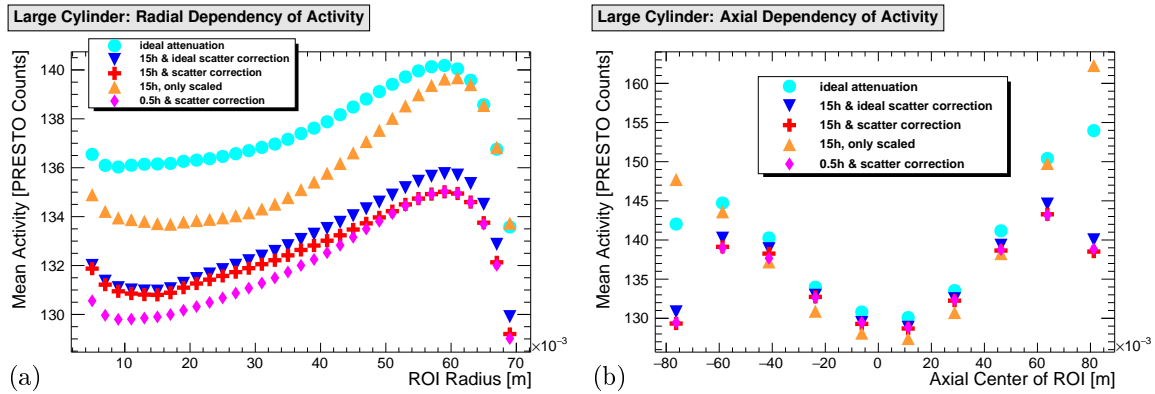 Large Cylinder: Radial Dependency of Activity
ideal attenuation
15h & ideal scatter correction
15h & scatter correction
15h, only scaled
0.5h & scatter correction
Mean Activity [PRESTO Counts]
140
138
136
134
132
130
0 10 20 30 40 50 60 70
×10⁻³
ROI Radius [m]
(a)
Large Cylinder: Axial Dependency of Activity
ideal attenuation
15h & ideal scatter correction
15h & scatter correction
15h, only scaled
0.5h & scatter correction
Mean Activity [PRESTO Counts]
160
155
150
145
140
135
130
−80 −60 −40 −20 0 20 40 60 80
×10⁻³
Axial Center of ROI [m]
(b)